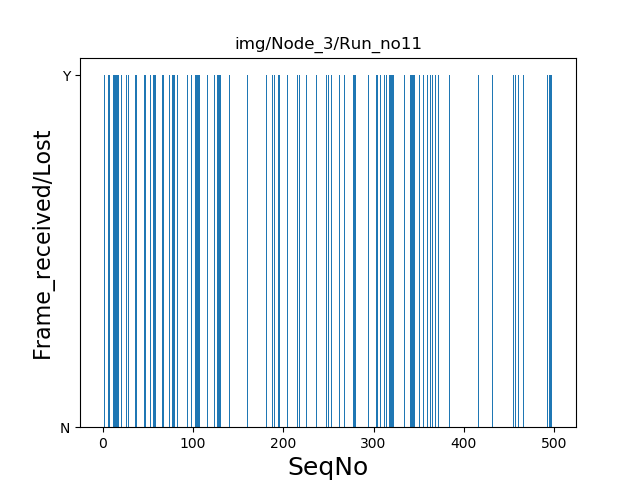 img/Node_3/Run_no11
Y
Frame_received/Lost
N
0 100 200 300 400 500
SeqNo